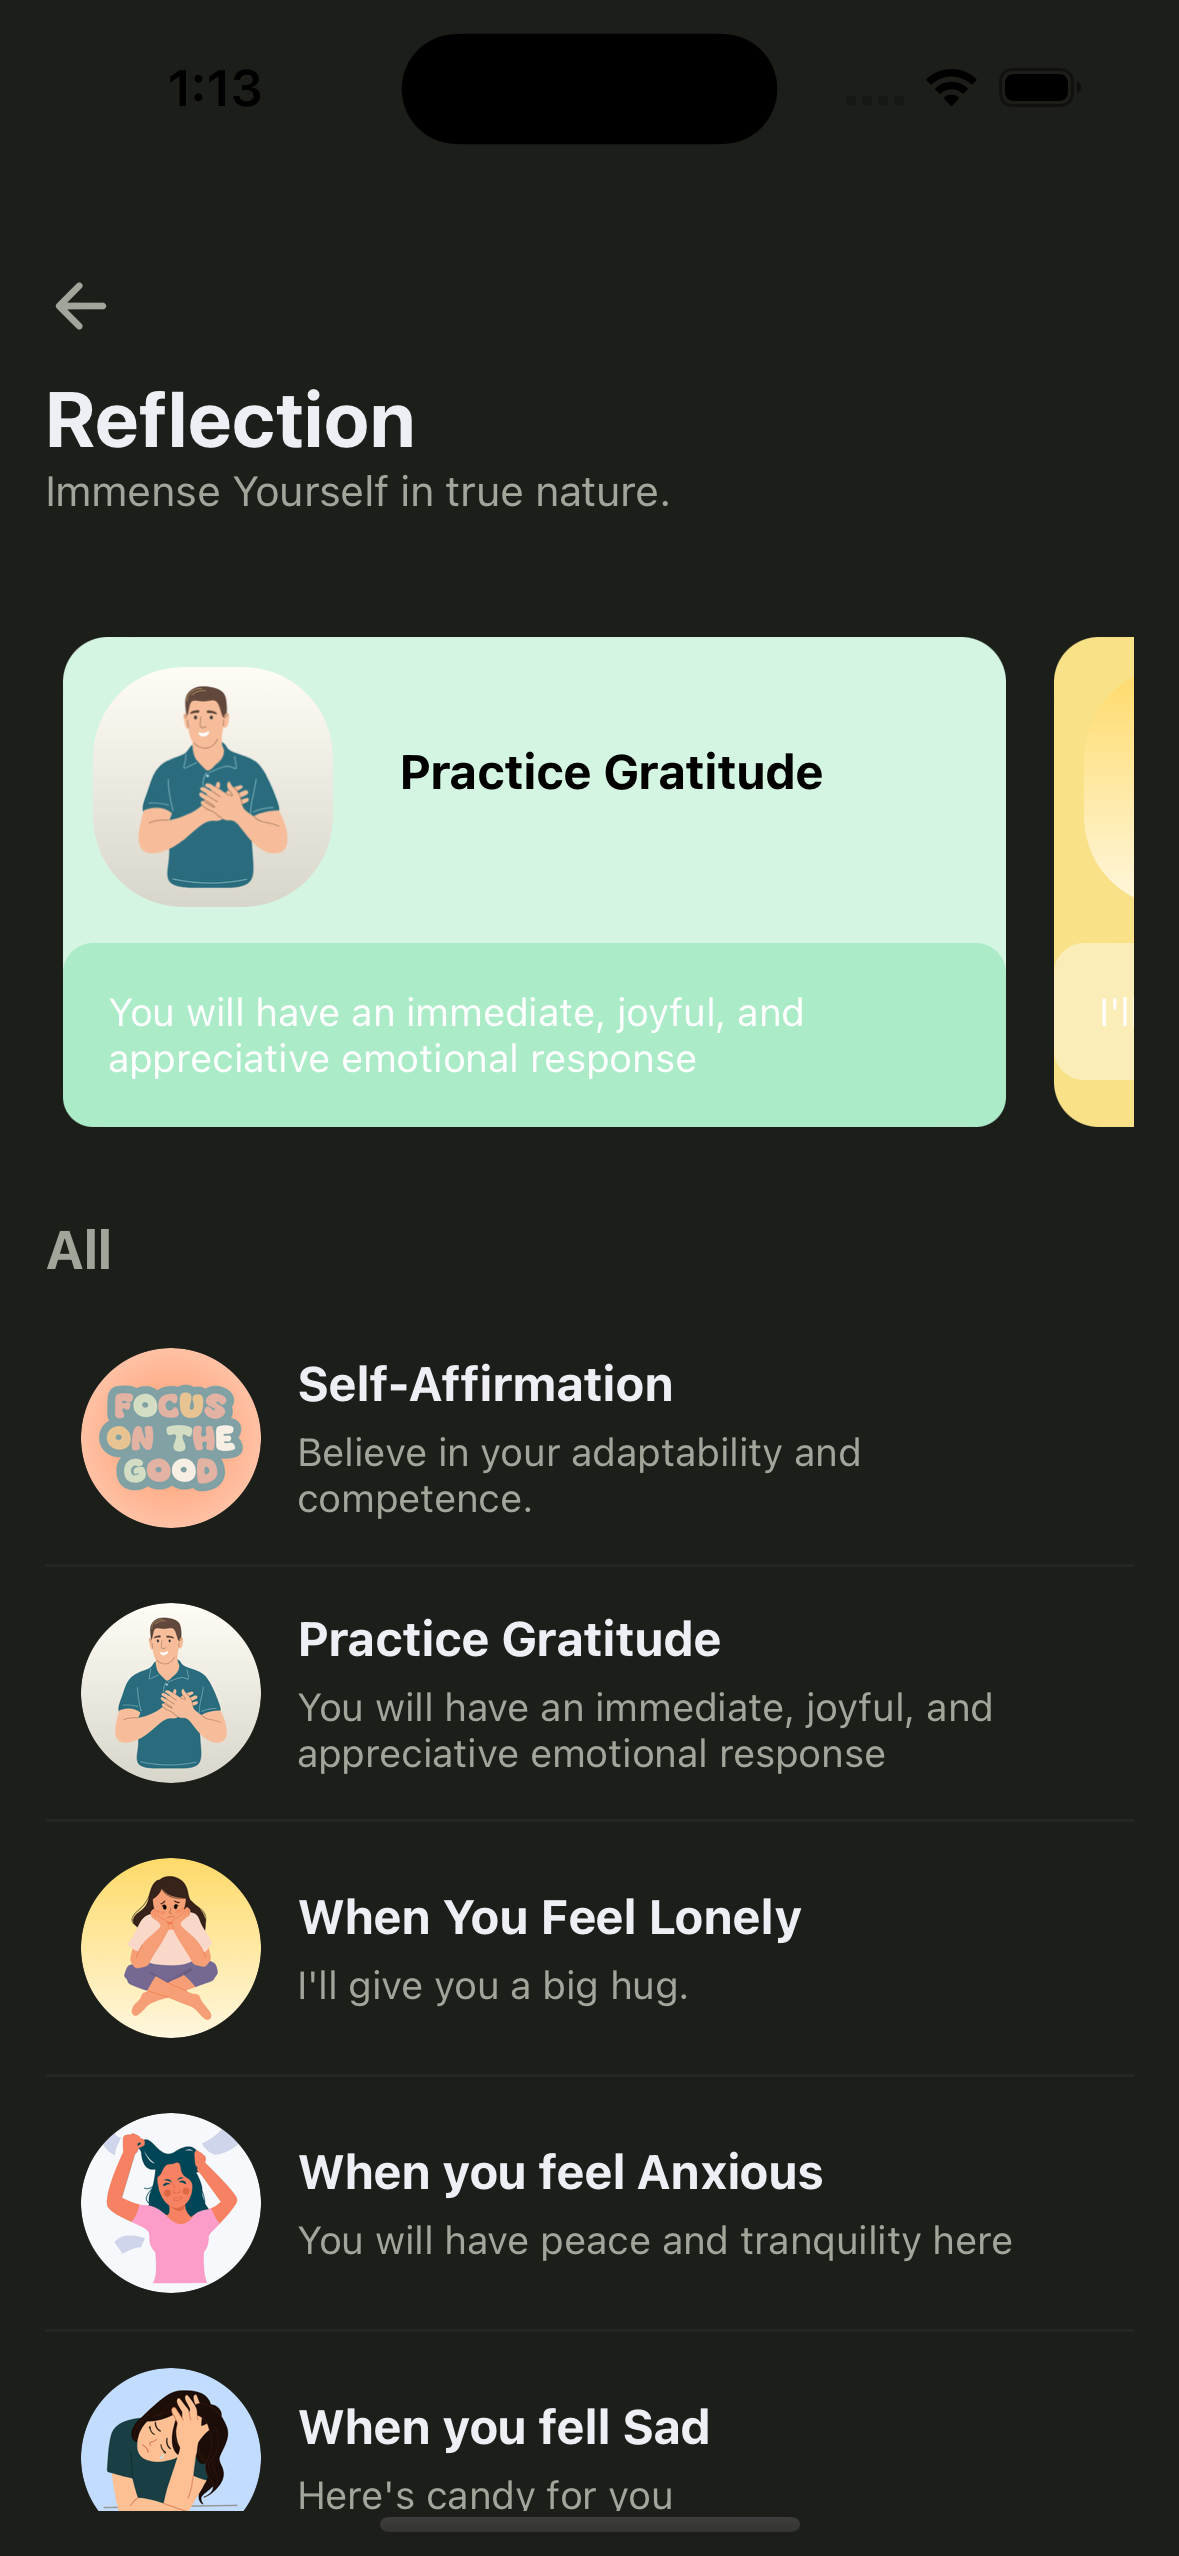 1:13
Reflection
Immense Yourself in true nature.
Practice Gratitude
You will have an immediate, joyful, and
appreciative emotional response
I'll
All
FOCUS
ON THE
GOOD
Self-Affirmation
Believe in your adaptability and
competence.
Practice Gratitude
You will have an immediate, joyful, and
appreciative emotional response
When You Feel Lonely
I'll give you a big hug.
When you feel Anxious
You will have peace and tranquility here
When you fell Sad
Here's candy for you